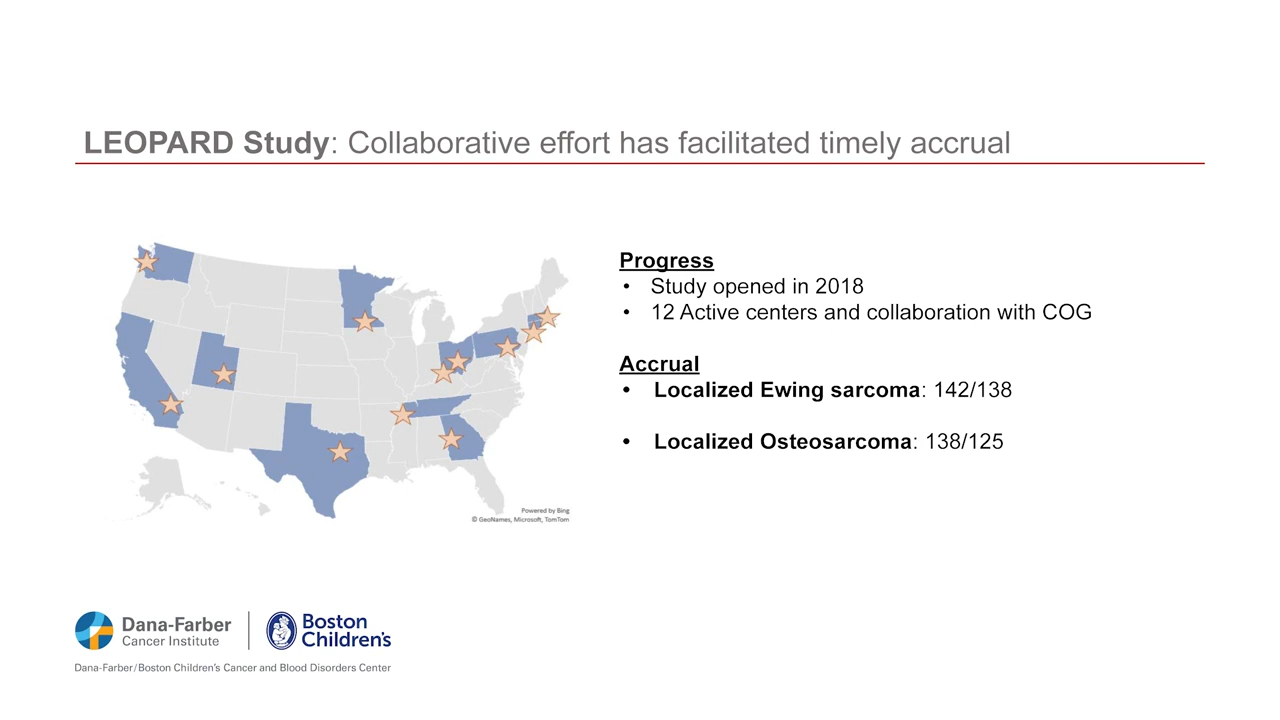 LEOPARD Study: Collaborative effort has facilitated timely accrual
Progress
• Study opened in 2018
• 12 Active centers and collaboration with COG
Accrual
• Localized Ewing sarcoma: 142/138
• Localized Osteosarcoma: 138/125
Powered by Bing
© GeoNames, Microsoft, TomTom
Dana-Farber
Cancer Institute
Boston
Children's
Dana-Farber/Boston Children's Cancer and Blood Disorders Center